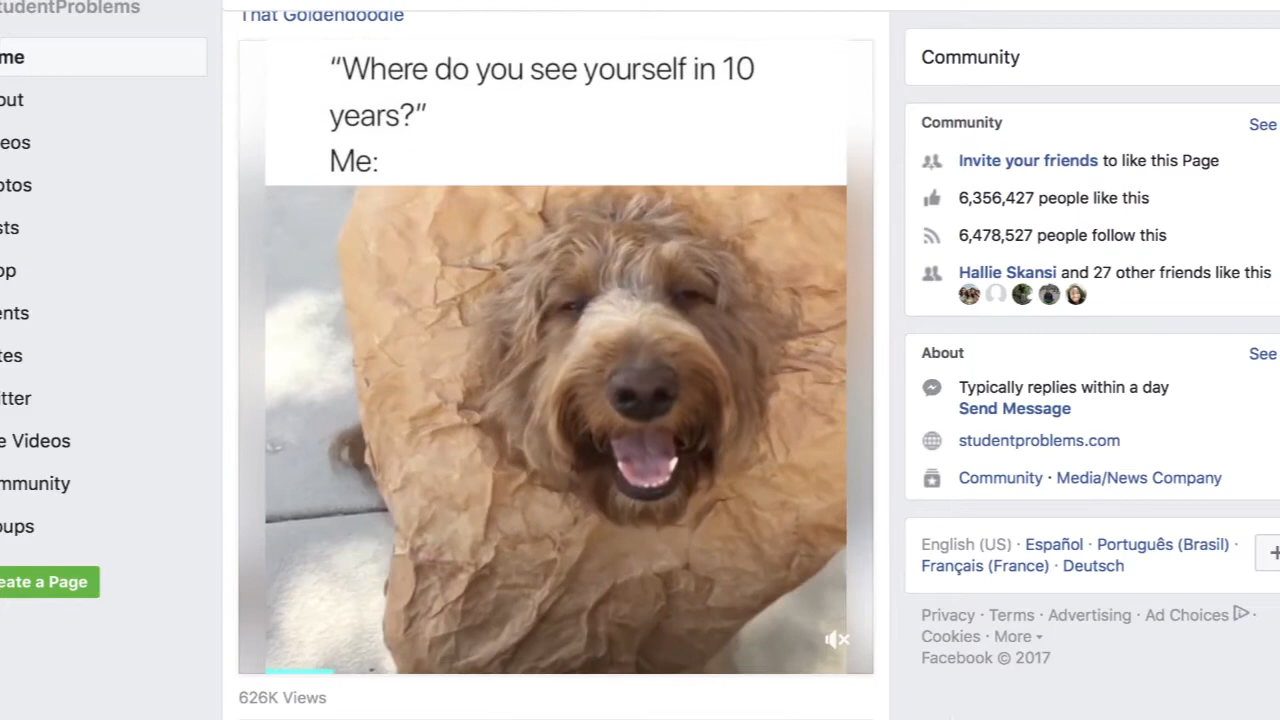 tudentProblems
me
out
eos
otos
sts
op
ents
tes
itter
e Videos
mmunity
oups
eate a Page
That Goldendoodle
“Where do you see yourself in 10
years?”
Me:
626K Views
Community
Community
See
Invite your friends to like this Page
6,356,427 people like this
6,478,527 people follow this
Hallie Skansi and 27 other friends like this
About
See
Typically replies within a day
Send Message
studentproblems.com
Community · Media/News Company
English (US) · Español · Português (Brasil) ·
Français (France) · Deutsch
Privacy · Terms · Advertising · Ad Choices ·
Cookies · More
Facebook © 2017